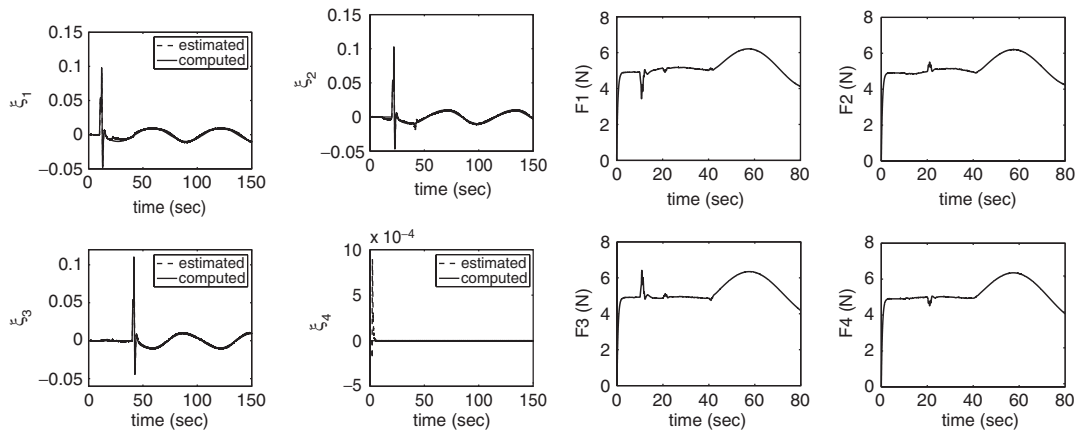 0.15
0.1
0.05
0
−0.05
ξ1
estimated
computed
0 50 100 150
time (sec)
0.15
0.1
0.05
0
−0.05
ξ2
0 50 100 150
time (sec)
8
6
4
2
0
F1 (N)
0 20 40 60 80
time (sec)
8
6
4
2
0
F2 (N)
0 20 40 60 80
time (sec)
0.1
0.05
0
−0.05
ξ3
estimated
computed
0 50 100 150
time (sec)
x 10−4
10
5
0
−5
ξ4
estimated
computed
0 50 100 150
time (sec)
8
6
4
2
0
F3 (N)
0 20 40 60 80
time (sec)
8
6
4
2
0
F4 (N)
0 20 40 60 80
time (sec)